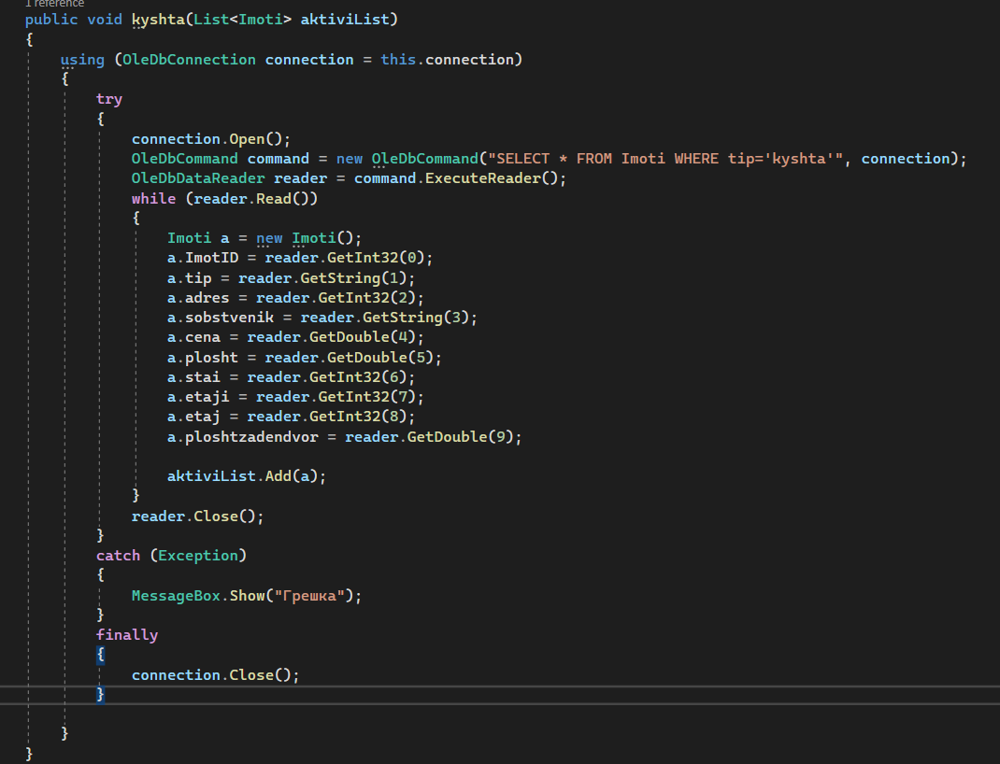 1 reference
public void kyshta(List<Imoti> aktiviList)
{
using (OleDbConnection connection = this.connection)
{
try
{
connection.Open();
OleDbCommand command = new OleDbCommand("SELECT * FROM Imoti WHERE tip='kyshta'", connection);
OleDbDataReader reader = command.ExecuteReader();
while (reader.Read())
{
Imoti a = new Imoti();
a.ImotID = reader.GetInt32(0);
a.tip = reader.GetString(1);
a.adres = reader.GetInt32(2);
a.sobstvenik = reader.GetString(3);
a.cena = reader.GetDouble(4);
a.plosht = reader.GetDouble(5);
a.stai = reader.GetInt32(6);
a.etaji = reader.GetInt32(7);
a.etaj = reader.GetInt32(8);
a.ploshtzadendvor = reader.GetDouble(9);
aktiviList.Add(a);
}
reader.Close();
}
catch (Exception)
{
MessageBox.Show("Грешка");
}
finally
{
connection.Close();
}
}
}